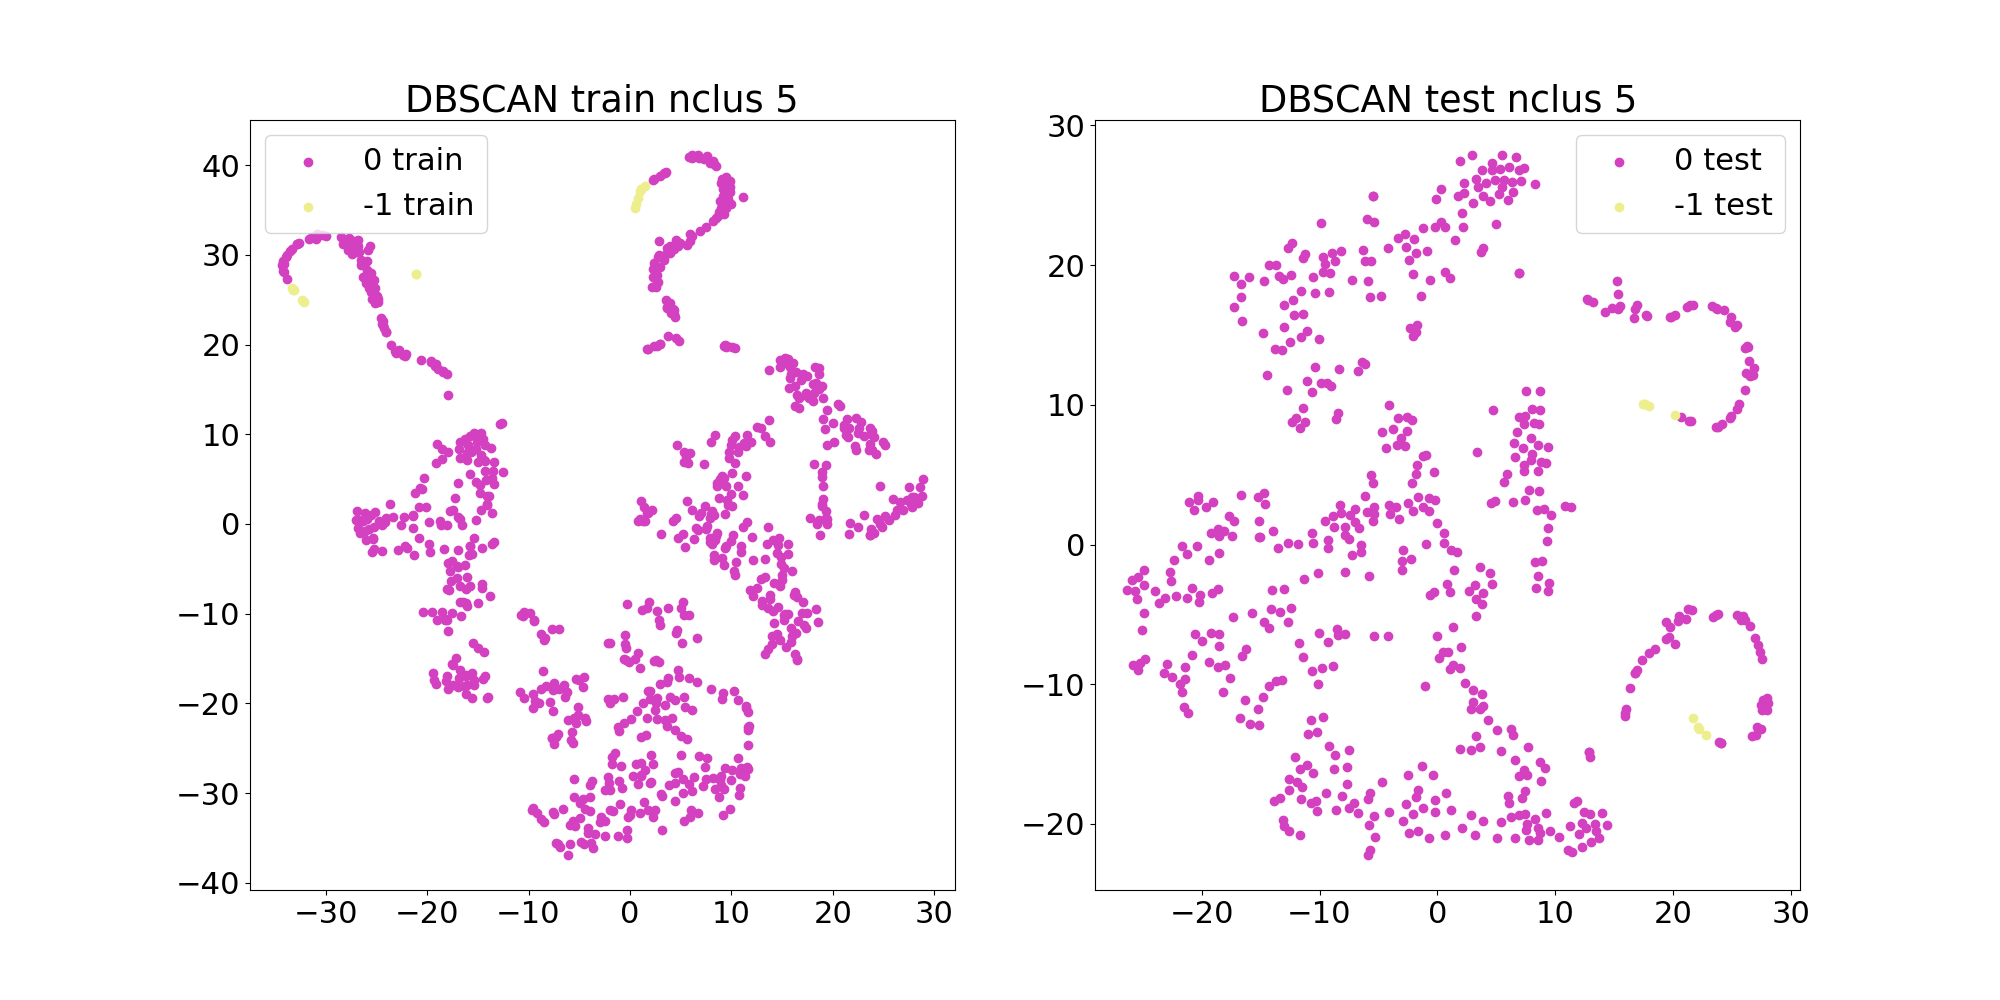 DBSCAN train nclus 5
0 train
-1 train
40
30
20
10
0
−10
−20
−30
−40
−30 −20 −10 0 10 20 30
DBSCAN test nclus 5
0 test
-1 test
30
20
10
0
−10
−20
−20 −10 0 10 20 30